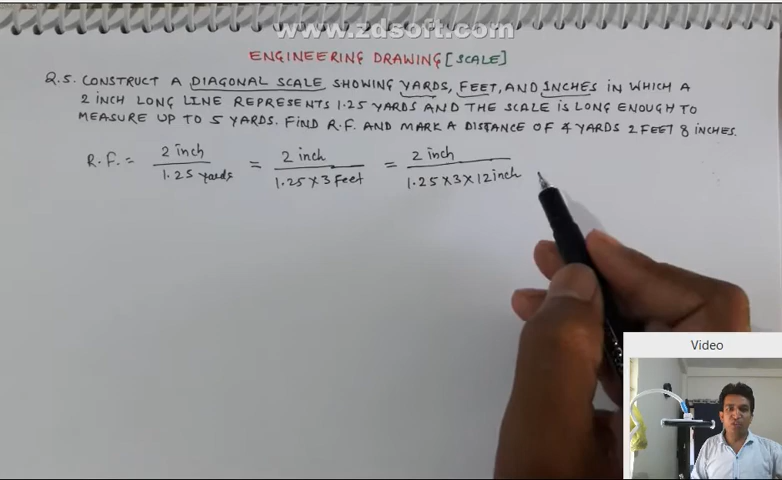 www.zdsoft.com
ENGINEERING DRAWING [SCALE]
Q.5. CONSTRUCT A DIAGONAL SCALE SHOWING YARDS, FEET, AND INCHES IN WHICH A
2 INCH LONG LINE REPRESENTS 1.25 YARDS AND THE SCALE IS LONG ENOUGH TO
MEASURE UP TO 5 YARDS. FIND R.F. AND MARK A DISTANCE OF 4 YARDS 2 FEET 8 INCHES.
R.F. = 2 inch / 1.25 yards = 2 inch / 1.25 × 3 feet = 2 inch / 1.25 × 3 × 12 inch
Video